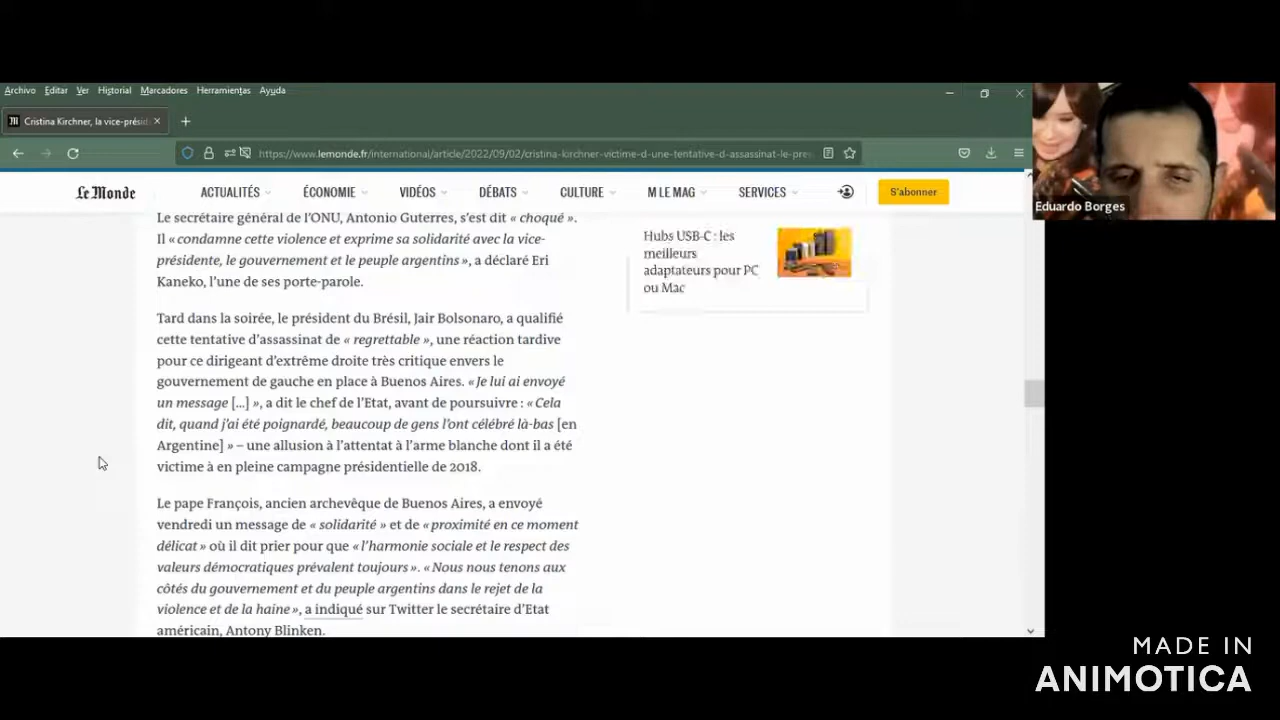 Archivo Editar Ver Historial Marcadores Herramientas Ayuda
Cristina Kirchner, la vice-présid
https://www.lemonde.fr/international/article/2022/09/02/cristina-kirchner-victime-d-une-tentative-d-assassinat-le-pre
Le Monde ACTUALITÉS ÉCONOMIE VIDÉOS DÉBATS CULTURE M LE MAG SERVICES S'abonner
Eduardo Borges
Le secrétaire général de l'ONU, Antonio Guterres, s'est dit « choqué ».
Il « condamne cette violence et exprime sa solidarité avec la vice-
présidente, le gouvernement et le peuple argentins », a déclaré Eri
Kaneko, l'une de ses porte-parole.
Tard dans la soirée, le président du Brésil, Jair Bolsonaro, a qualifié
cette tentative d'assassinat de « regrettable », une réaction tardive
pour ce dirigeant d'extrême droite très critique envers le
gouvernement de gauche en place à Buenos Aires. « Je lui ai envoyé
un message [...] », a dit le chef de l'Etat, avant de poursuivre : « Cela
dit, quand j'ai été poignardé, beaucoup de gens l'ont célébré là-bas [en
Argentine] » – une allusion à l'attentat à l'arme blanche dont il a été
victime à en pleine campagne présidentielle de 2018.
Le pape François, ancien archevêque de Buenos Aires, a envoyé
vendredi un message de « solidarité » et de « proximité en ce moment
délicat » où il dit prier pour que « l'harmonie sociale et le respect des
valeurs démocratiques prévalent toujours ». « Nous nous tenons aux
côtés du gouvernement et du peuple argentins dans le rejet de la
violence et de la haine », a indiqué sur Twitter le secrétaire d'Etat
américain, Antony Blinken.
Hubs USB-C : les
meilleurs
adaptateurs pour PC
ou Mac
MADE IN
ANIMOTICA